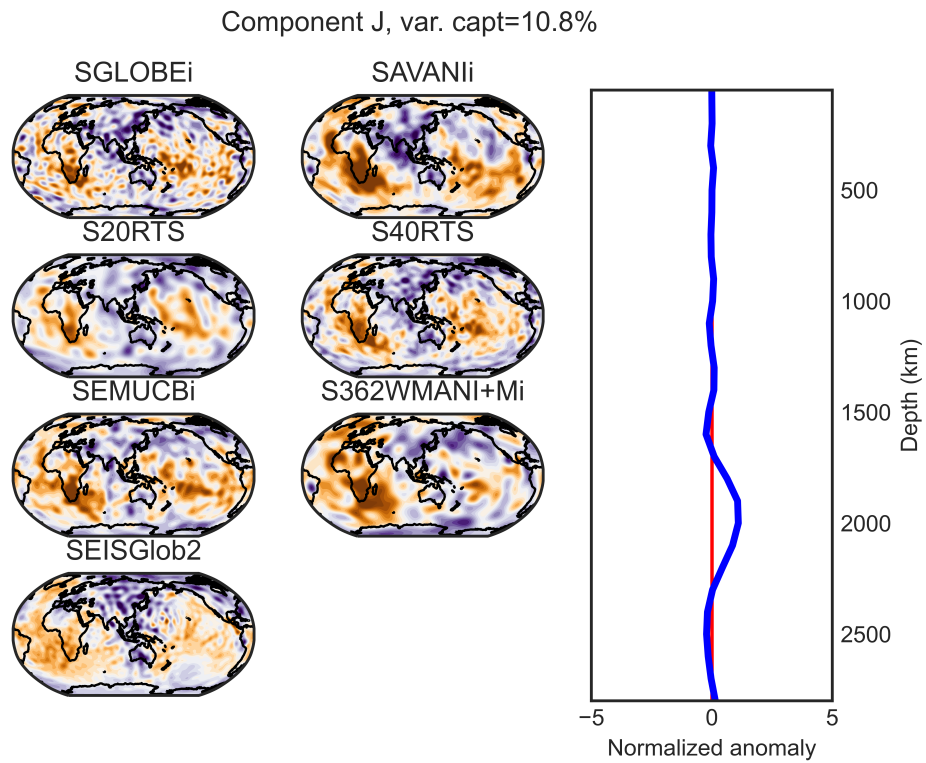 Component J, var. capt=10.8%
SGLOBEi
SAVANIi
S20RTS
S40RTS
SEMUCBi
S362WMANI+Mi
SEISGlob2
500
1000
1500
2000
2500
Depth (km)
−5
0
5
Normalized anomaly